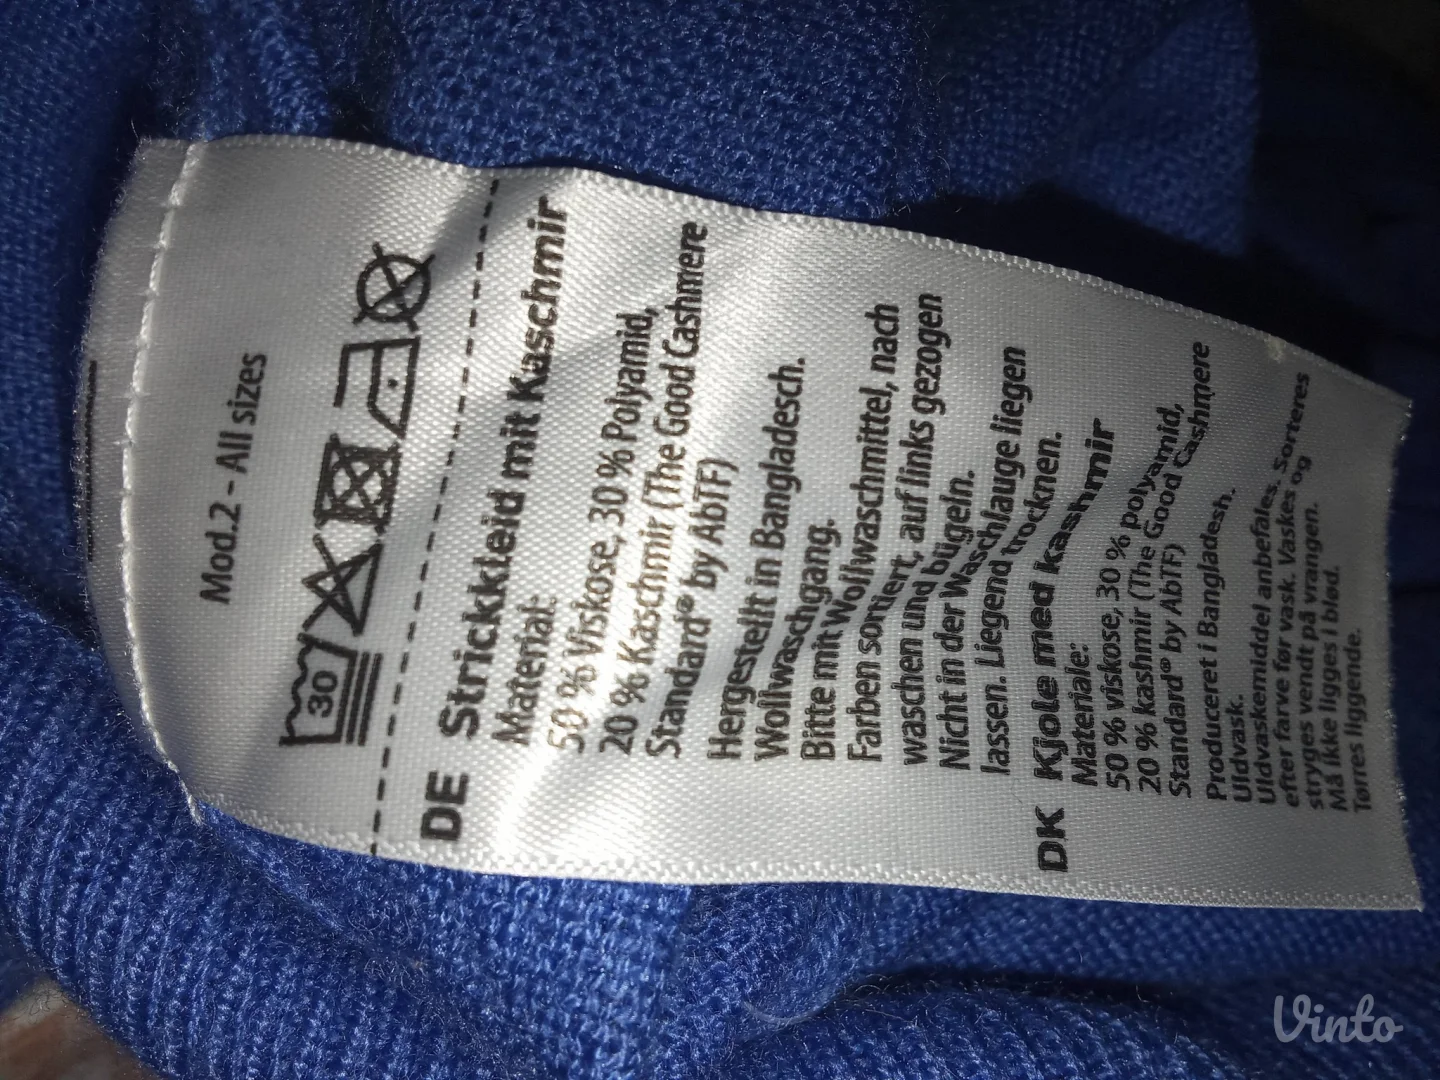 Mod.2 - All sizes
30
DE Strickkleid mit Kaschmir
Material:
50 % Viskose, 30 % Polyamid,
20 % Kaschmir (The Good Cashmere
Standard® by AbTF)
Hergestellt in Bangladesch.
Wollwaschgang.
Bitte mit Wollwaschmittel, nach
Farben sortiert, auf links gezogen
waschen und bügeln.
Nicht in der Waschlauge liegen
lassen. Liegend trocknen.
DK Kjole med kashmir
Materiale:
50 % viskose, 30 % polyamid,
20 % kashmir (The Good Cashmere
Standard® by AbTF)
Produceret i Bangladesh.
Uldvask.
Uldvaskemiddel anbefales. Sorteres
efter farve før vask. Vaskes og
stryges vendt på vrangen.
Må ikke ligges i blød.
Tørres liggende.
Vinto